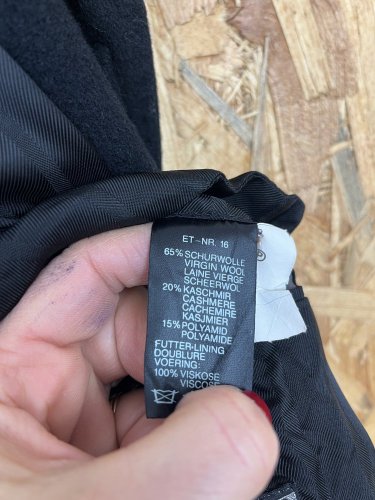 ET-NR. 16
65% SCHURWOLLE
VIRGIN WOOL
LAINE VIERGE
SCHEERWOL
20% KASCHMIR
CASHMERE
CACHEMIRE
KASJMIER
15% POLYAMID
POLYAMIDE
FUTTER-LINING
DOUBLURE
VOERING:
100% VISKOSE
VISCOSE